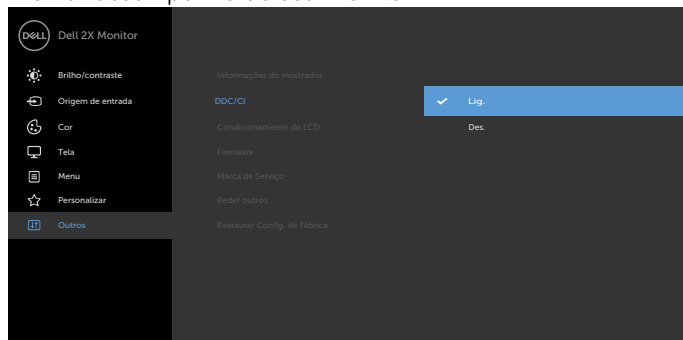 DELL Dell 2X Monitor
Brilho/contraste
Informações do mostrador
Origem de entrada
DDC/CI
Lig.
Cor
Condicionamento do LCD
Des.
Tela
Firmware
Menu
Marca de Serviço
Personalizar
Redef outros
Outros
Restaurar Config. de Fábrica